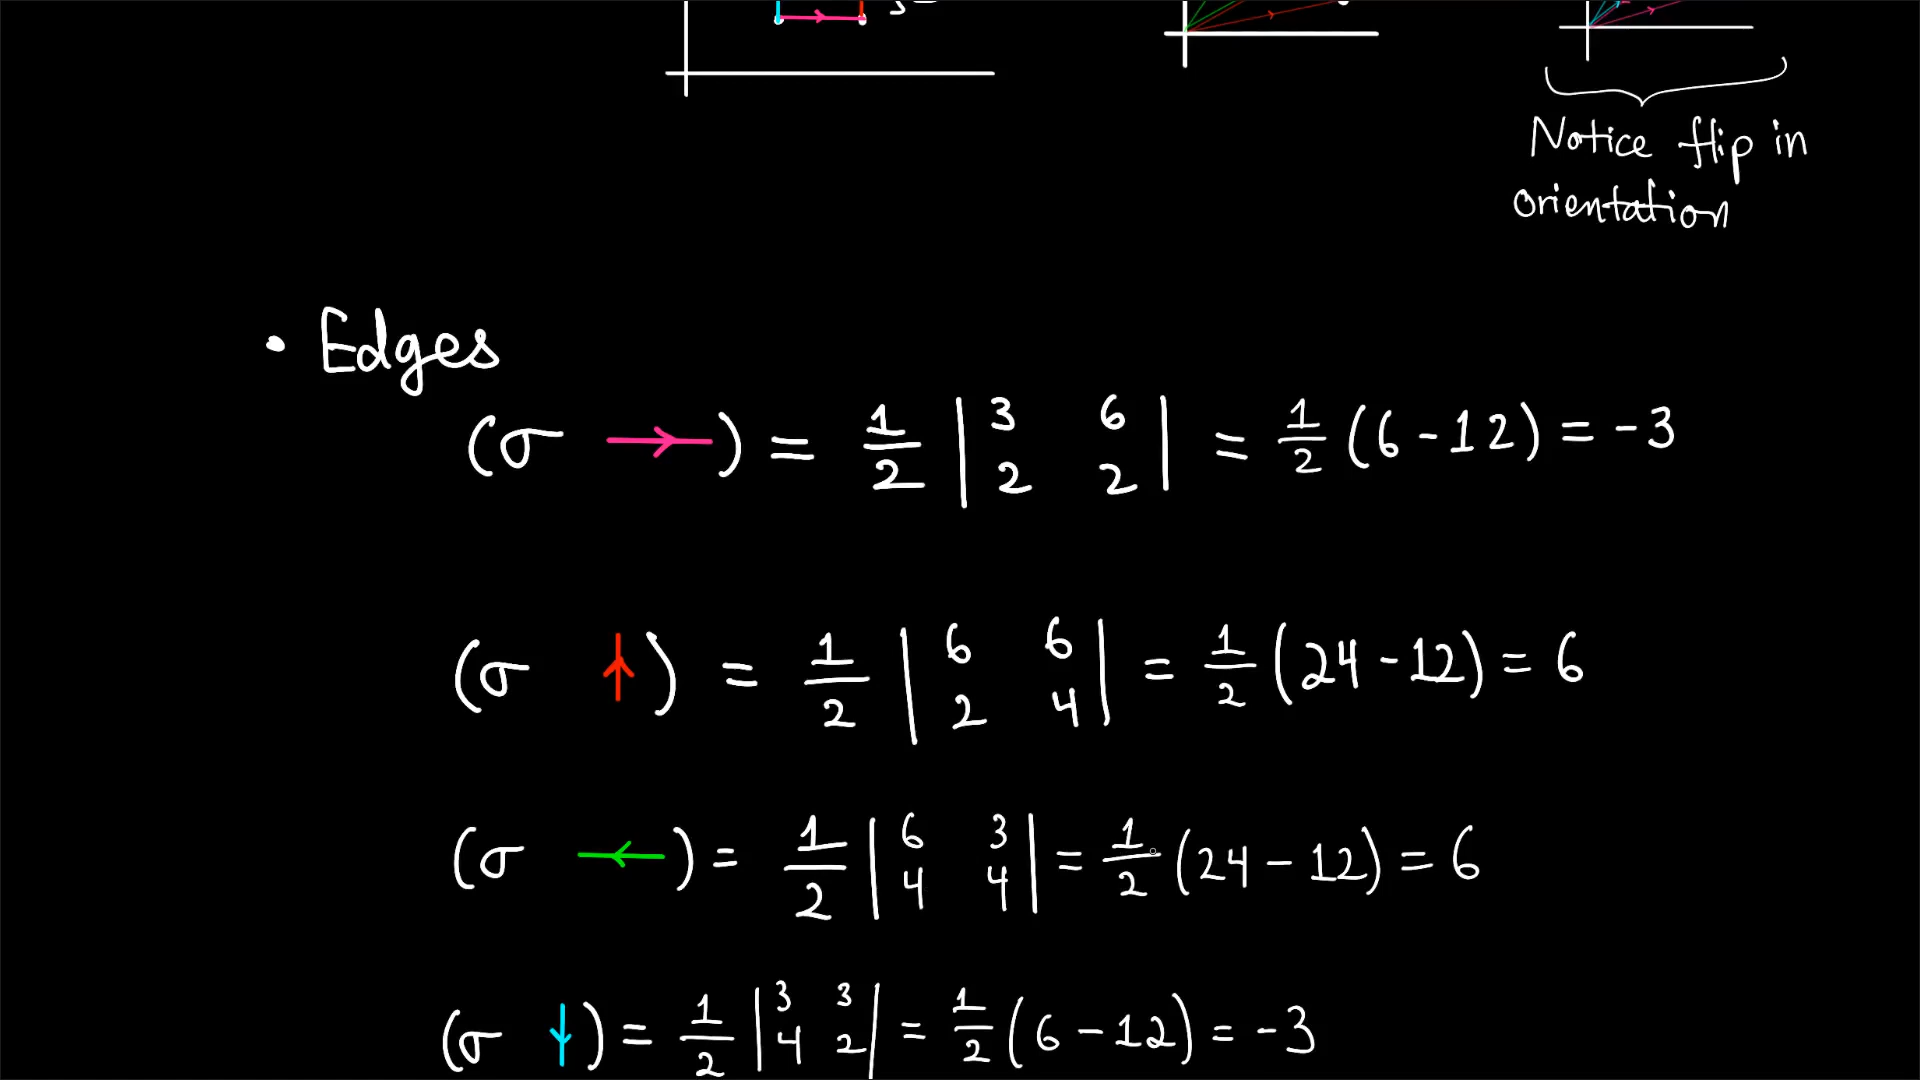 Notice flip in
orientation
• Edges
(σ →) = 1/2 |3 6; 2 2| = 1/2 (6 - 12) = -3
(σ ↑) = 1/2 |6 6; 2 4| = 1/2 (24 - 12) = 6
(σ ←) = 1/2 |6 3; 4 4| = 1/2 (24 - 12) = 6
(σ ↓) = 1/2 |3 3; 4 2| = 1/2 (6 - 12) = -3